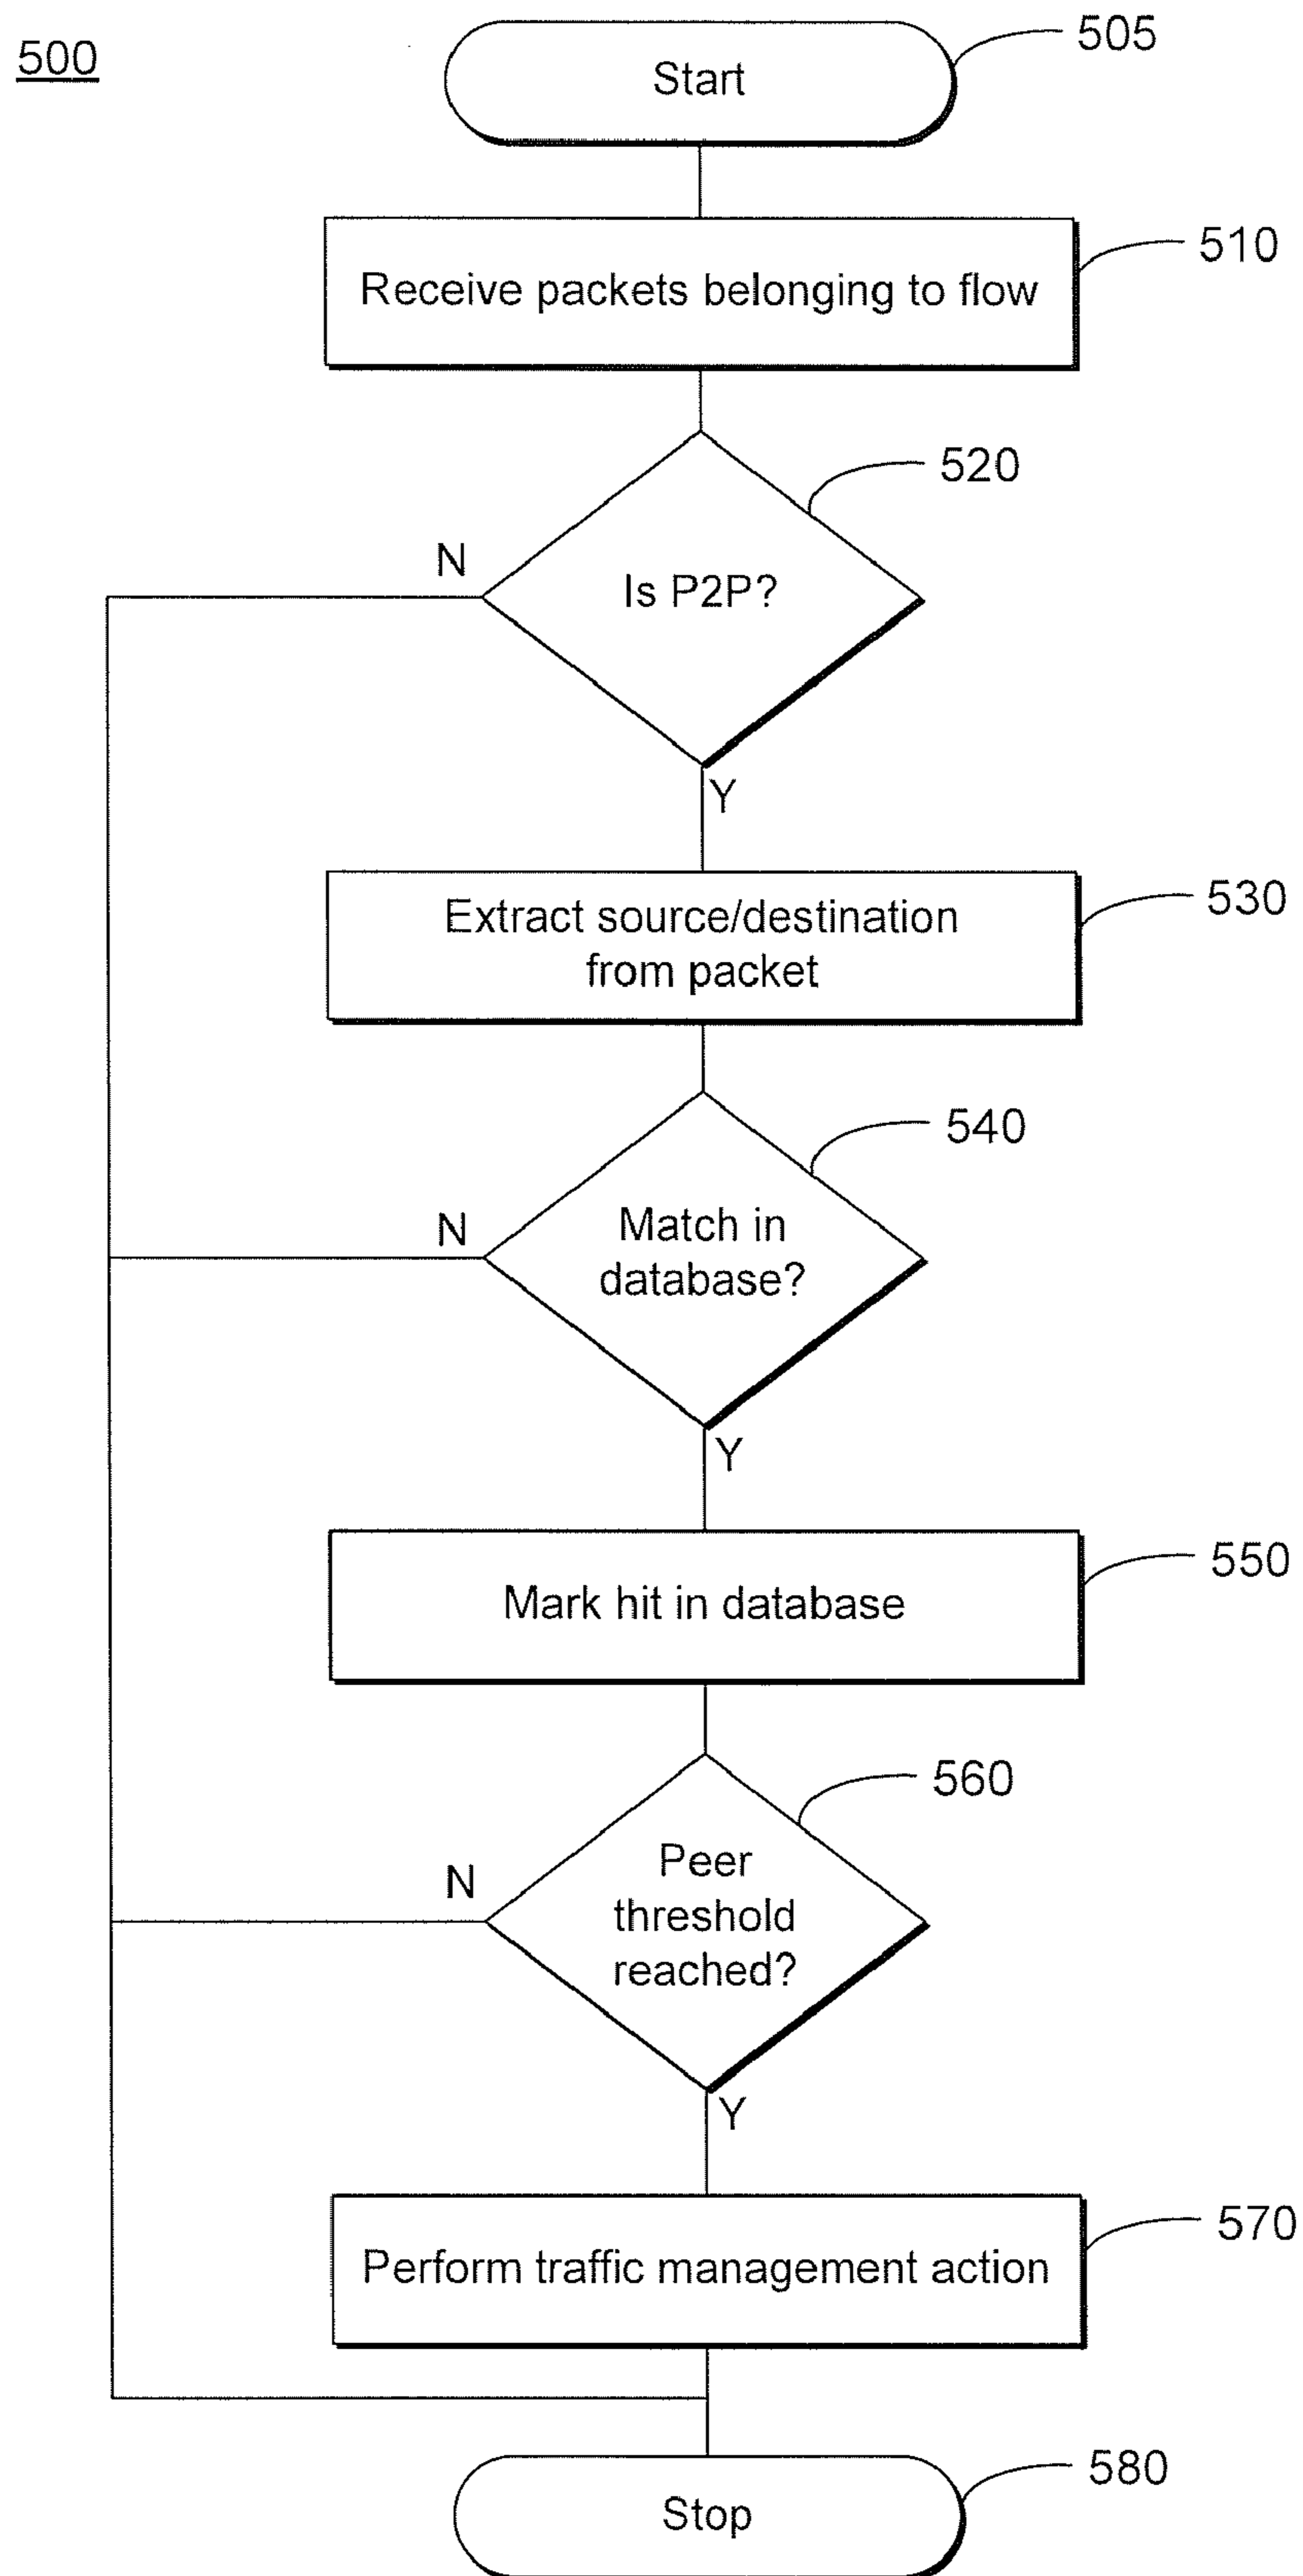 500
505
Start
510
Receive packets belonging to flow
520
N
Is P2P?
Y
530
Extract source/destination
from packet
540
N
Match in
database?
Y
550
Mark hit in database
560
N
Peer
threshold
reached?
Y
570
Perform traffic management action
580
Stop